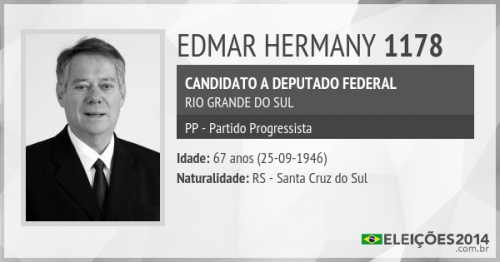 EDMAR HERMANY 1178
CANDIDATO A DEPUTADO FEDERAL
RIO GRANDE DO SUL
PP - Partido Progressista
Idade: 67 anos (25-09-1946)
Naturalidade: RS - Santa Cruz do Sul
ELEIÇÕES2014
.com.br